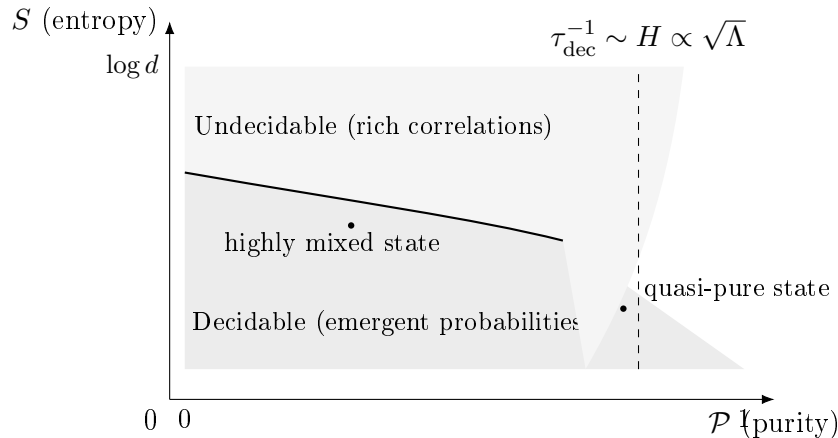 S (entropy)
τ_dec^{-1} ∼ H ∝ √Λ
log d
Undecidable (rich correlations)
highly mixed state
quasi-pure state
Decidable (emergent probabilities
0 0
𝒫 (purity)
1